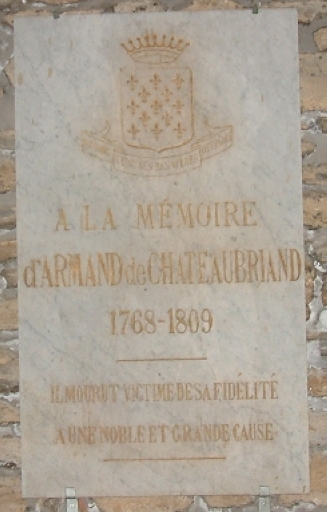 A LA MÉMOIRE
d'ARMAND de CHATEAUBRIAND
1768-1809
IL MOURUT VICTIME DE SA FIDÉLITÉ
A UNE NOBLE ET GRANDE CAUSE